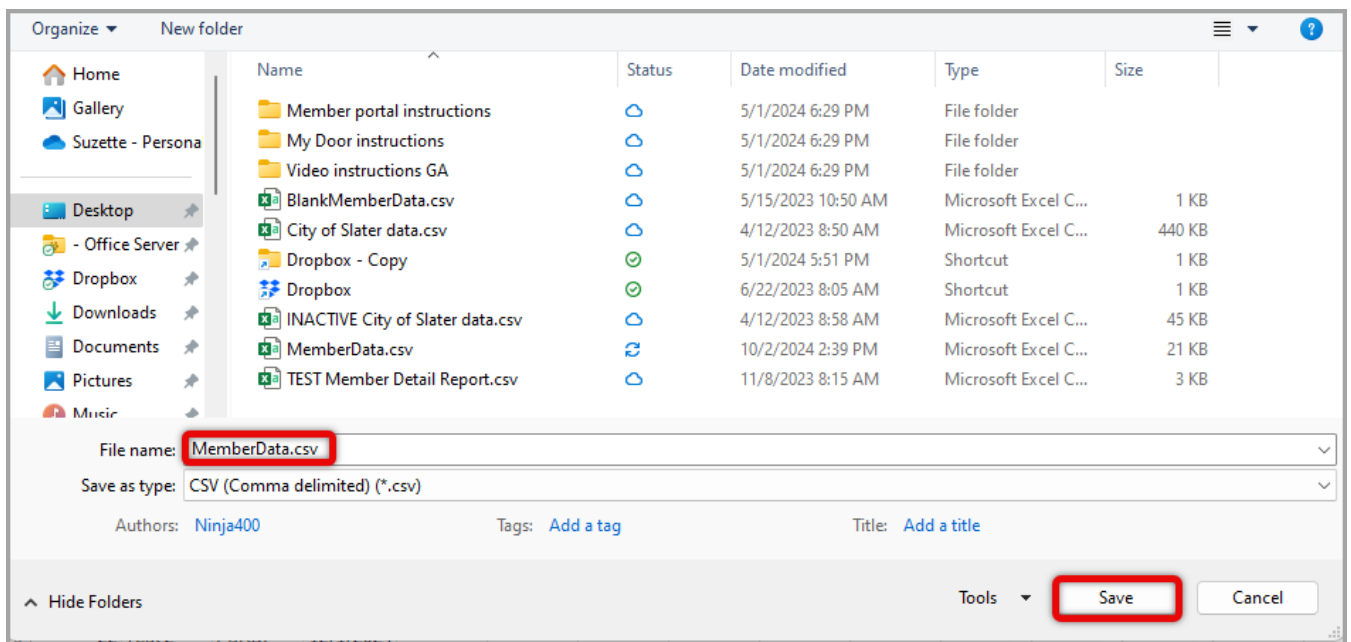 Organize New folder
Name Status Date modified Type Size
Home
Gallery
Suzette - Persona
Desktop
- Office Server
Dropbox
Downloads
Documents
Pictures
Music
Member portal instructions 5/1/2024 6:29 PM File folder
My Door instructions 5/1/2024 6:29 PM File folder
Video instructions GA 5/1/2024 6:29 PM File folder
BlankMemberData.csv 5/15/2023 10:50 AM Microsoft Excel C... 1 KB
City of Slater data.csv 4/12/2023 8:50 AM Microsoft Excel C... 440 KB
Dropbox - Copy 5/1/2024 5:51 PM Shortcut 1 KB
Dropbox 6/22/2023 8:05 AM Shortcut 1 KB
INACTIVE City of Slater data.csv 4/12/2023 8:58 AM Microsoft Excel C... 45 KB
MemberData.csv 10/2/2024 2:39 PM Microsoft Excel C... 21 KB
TEST Member Detail Report.csv 11/8/2023 8:15 AM Microsoft Excel C... 3 KB
File name: MemberData.csv
Save as type: CSV (Comma delimited) (*.csv)
Authors: Ninja400 Tags: Add a tag Title: Add a title
Hide Folders Tools Save Cancel